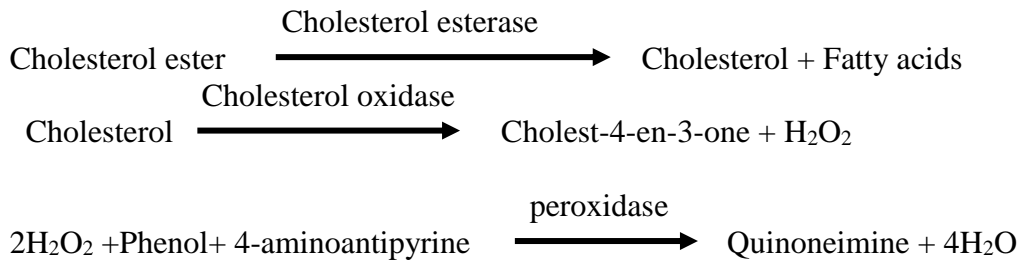 Cholesterol esterase
Cholesterol ester Cholesterol + Fatty acids
Cholesterol oxidase
Cholesterol Cholest-4-en-3-one + H₂O₂
peroxidase
2H₂O₂ +Phenol+ 4-aminoantipyrine Quinoneimine + 4H₂O